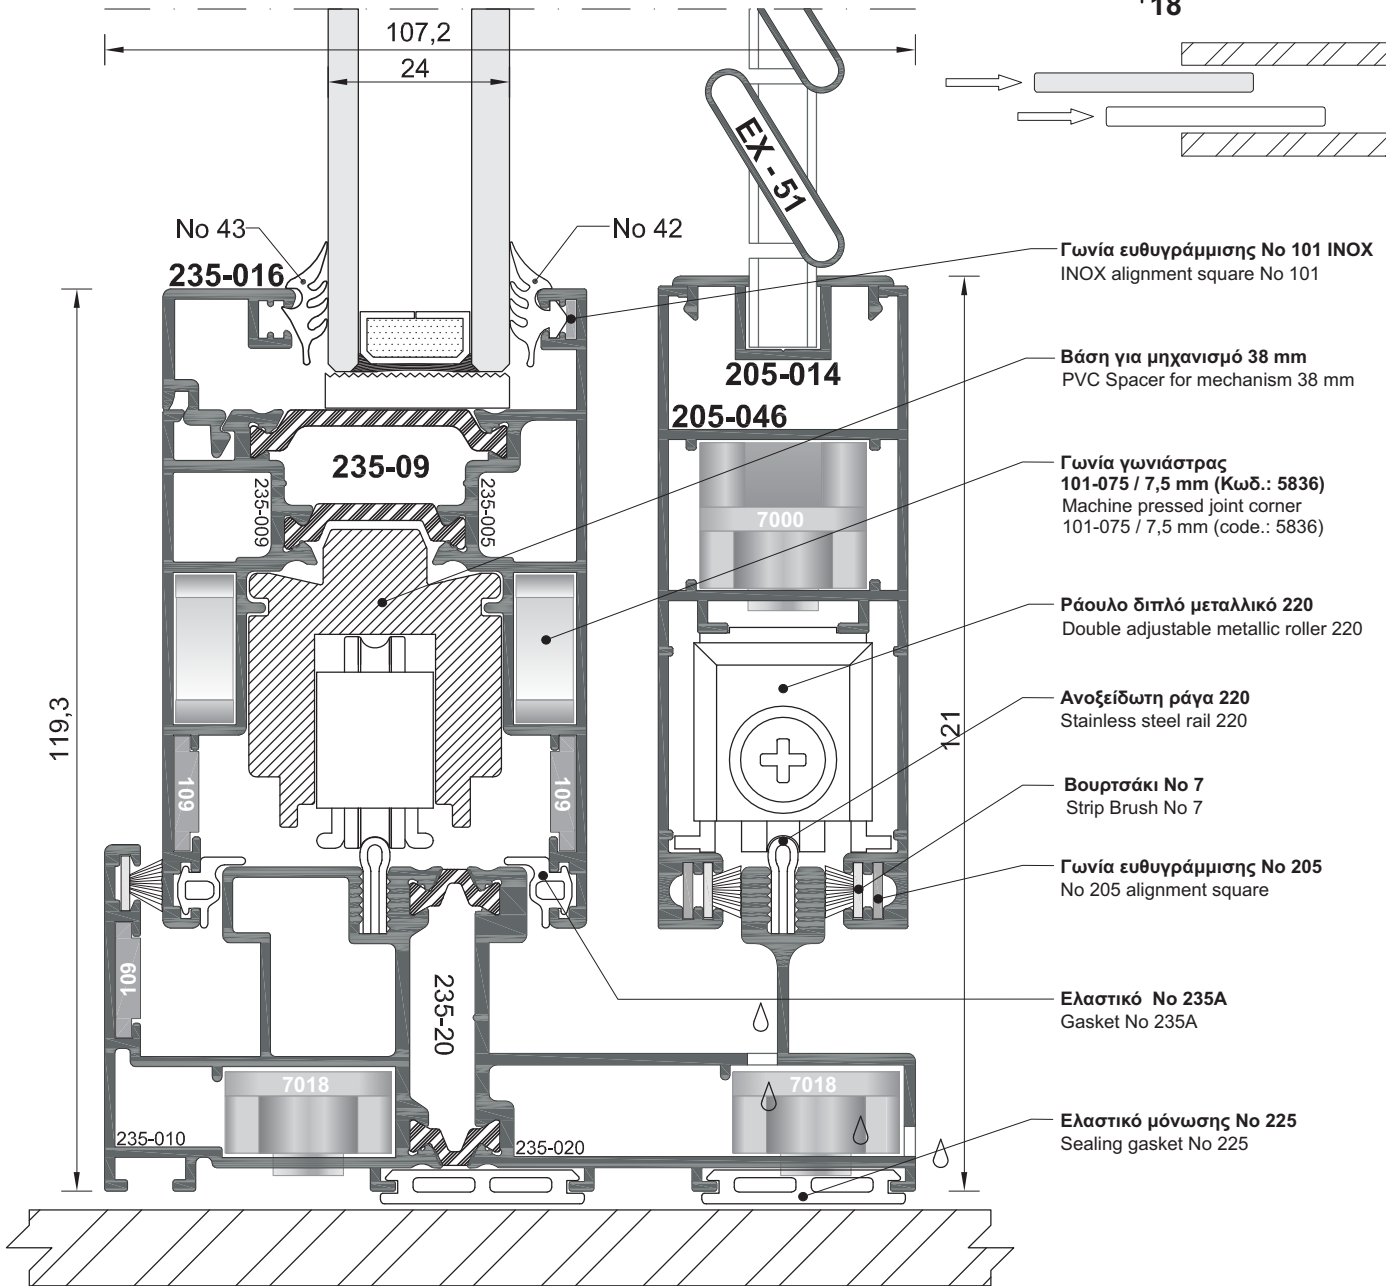 '18
107,2
24
EX - 51
No 43
No 42
235-016
Γωνία ευθυγράμμισης No 101 INOX
INOX alignment square No 101
Βάση για μηχανισμό 38 mm
PVC Spacer for mechanism 38 mm
205-014
205-046
235-09
235-009
235-005
7000
Γωνία γωνιάστρας
101-075 / 7,5 mm (Κωδ.: 5836)
Machine pressed joint corner
101-075 / 7,5 mm (code.: 5836)
Ράουλο διπλό μεταλλικό 220
Double adjustable metallic roller 220
119,3
121
Ανοξείδωτη ράγα 220
Stainless steel rail 220
109
109
Βουρτσάκι No 7
Strip Brush No 7
Γωνία ευθυγράμμισης No 205
No 205 alignment square
109
235-20
Ελαστικό No 235A
Gasket No 235A
7018
7018
235-010
235-020
Ελαστικό μόνωσης No 225
Sealing gasket No 225